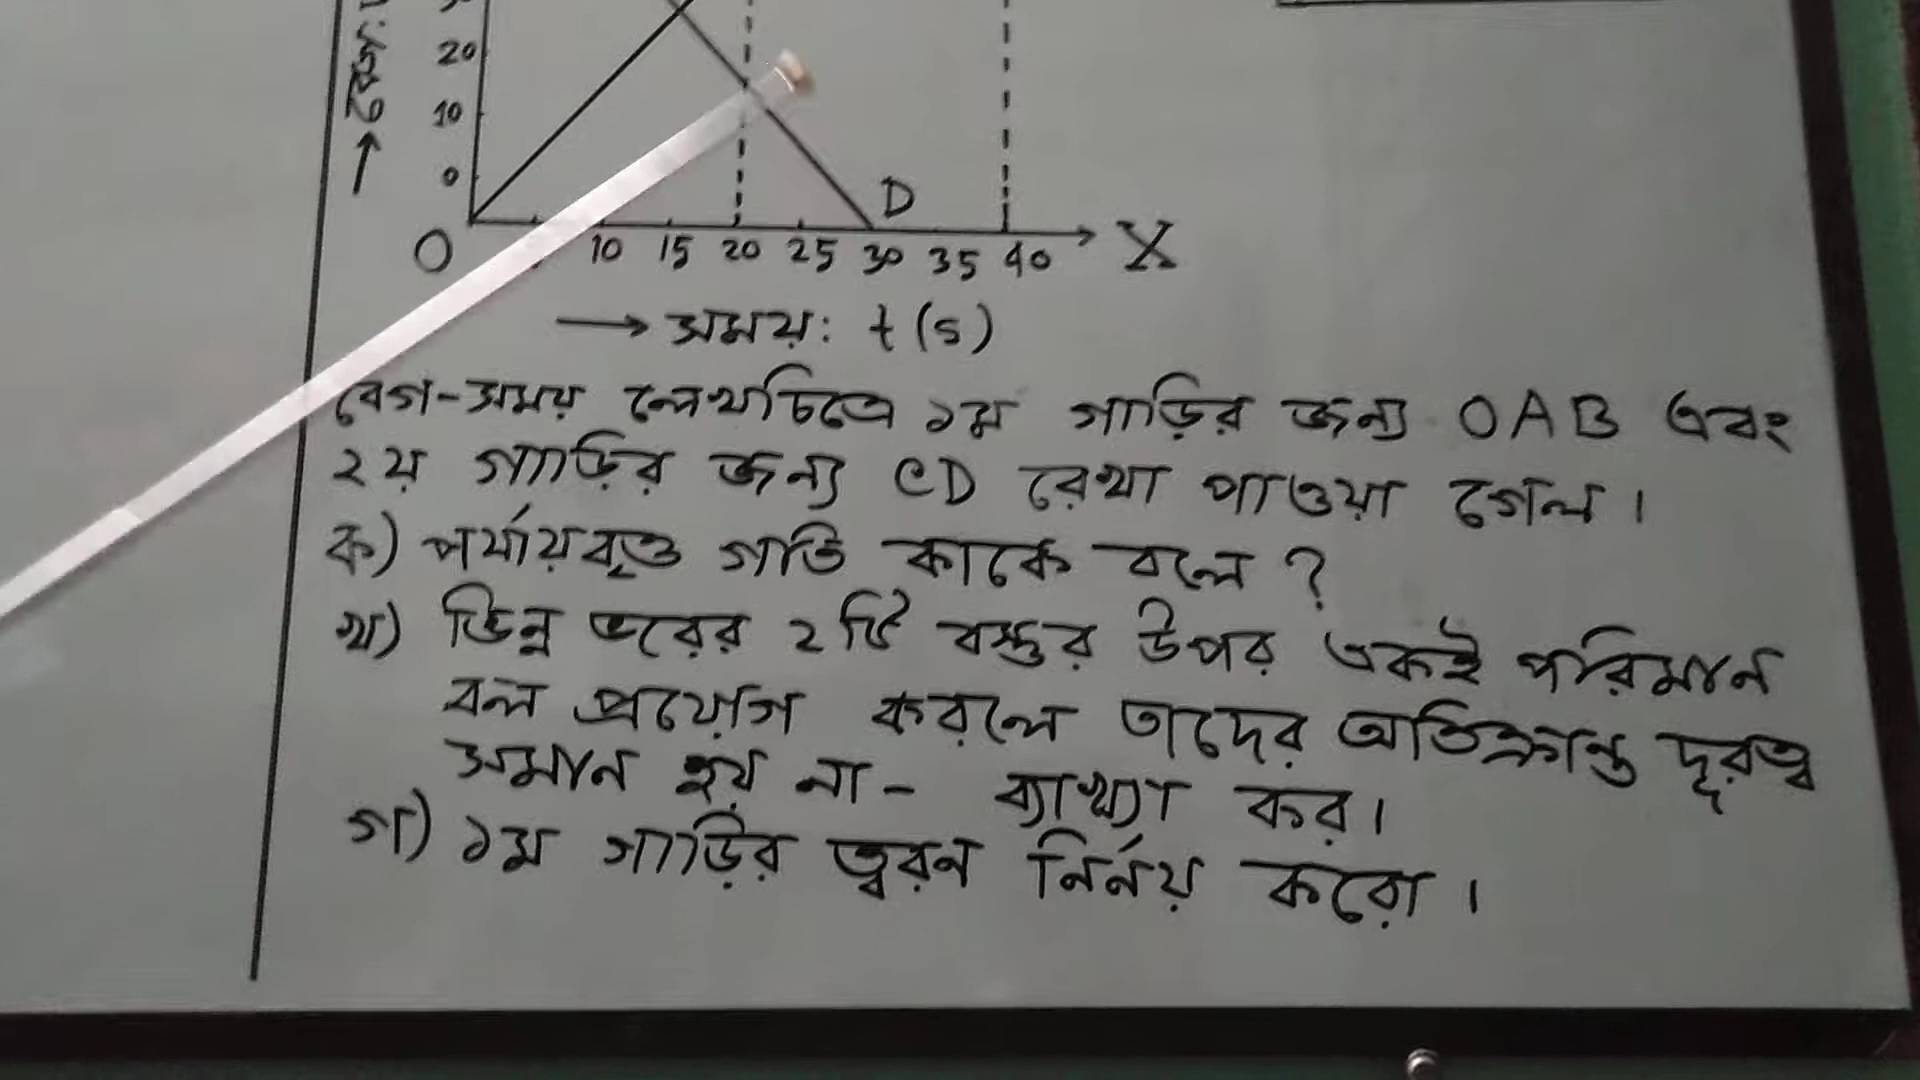 20
10
0
D
O 10 15 20 25 30 35 40 X
→ সময়: t (s)
বেগ-সময় লেখচিত্রে ১ম গাড়ির জন্য OAB এবং
২য় গাড়ির জন্য CD রেখা পাওয়া গেল।
ক) পর্যায়বৃত্ত গতি কাকে বলে ?
খ) ভিন্ন ভরের ২টি বস্তুর উপর একই পরিমান
বল প্রয়োগ করলে তাদের অতিক্রান্ত দূরত্ব
সমান হয় না - ব্যাখ্যা কর।
গ) ১ম গাড়ির ত্বরন নির্নয় করো।